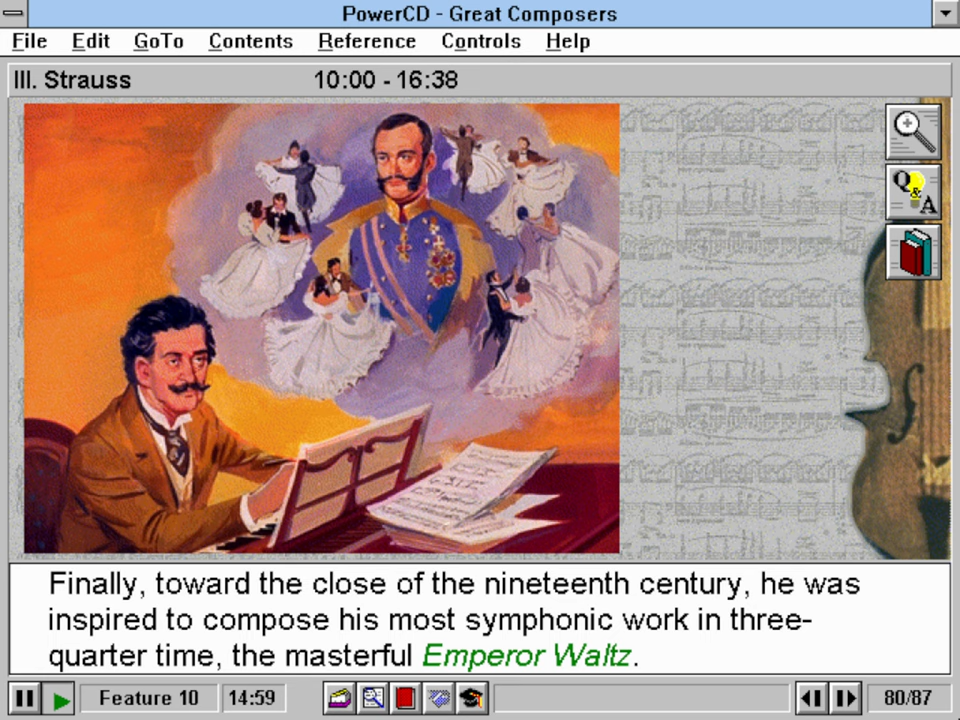 PowerCD - Great Composers
File Edit GoTo Contents Reference Controls Help
III. Strauss 10:00 - 16:38
Q&A
Finally, toward the close of the nineteenth century, he was
inspired to compose his most symphonic work in three-
quarter time, the masterful Emperor Waltz.
Feature 10 14:59 80/87